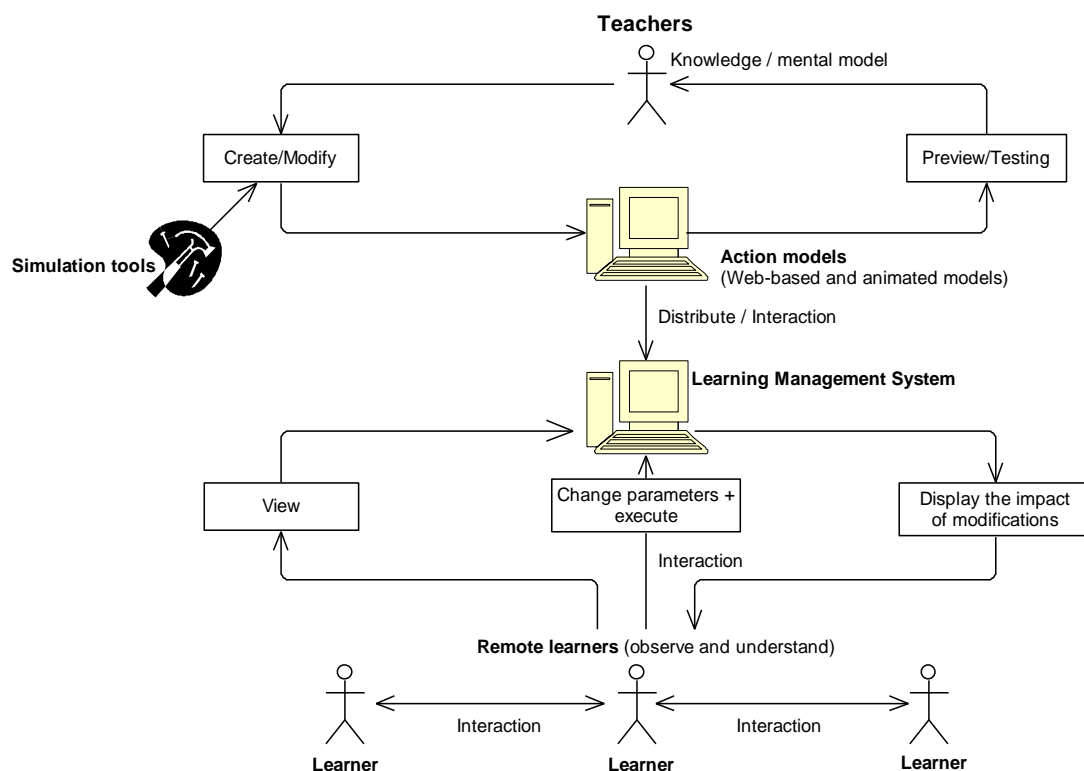 Teachers
Knowledge / mental model
Create/Modify
Preview/Testing
Simulation tools
Action models
(Web-based and animated models)
Distribute / Interaction
Learning Management System
View
Change parameters +
execute
Display the impact
of modifications
Interaction
Remote learners (observe and understand)
Interaction
Interaction
Learner
Learner
Learner